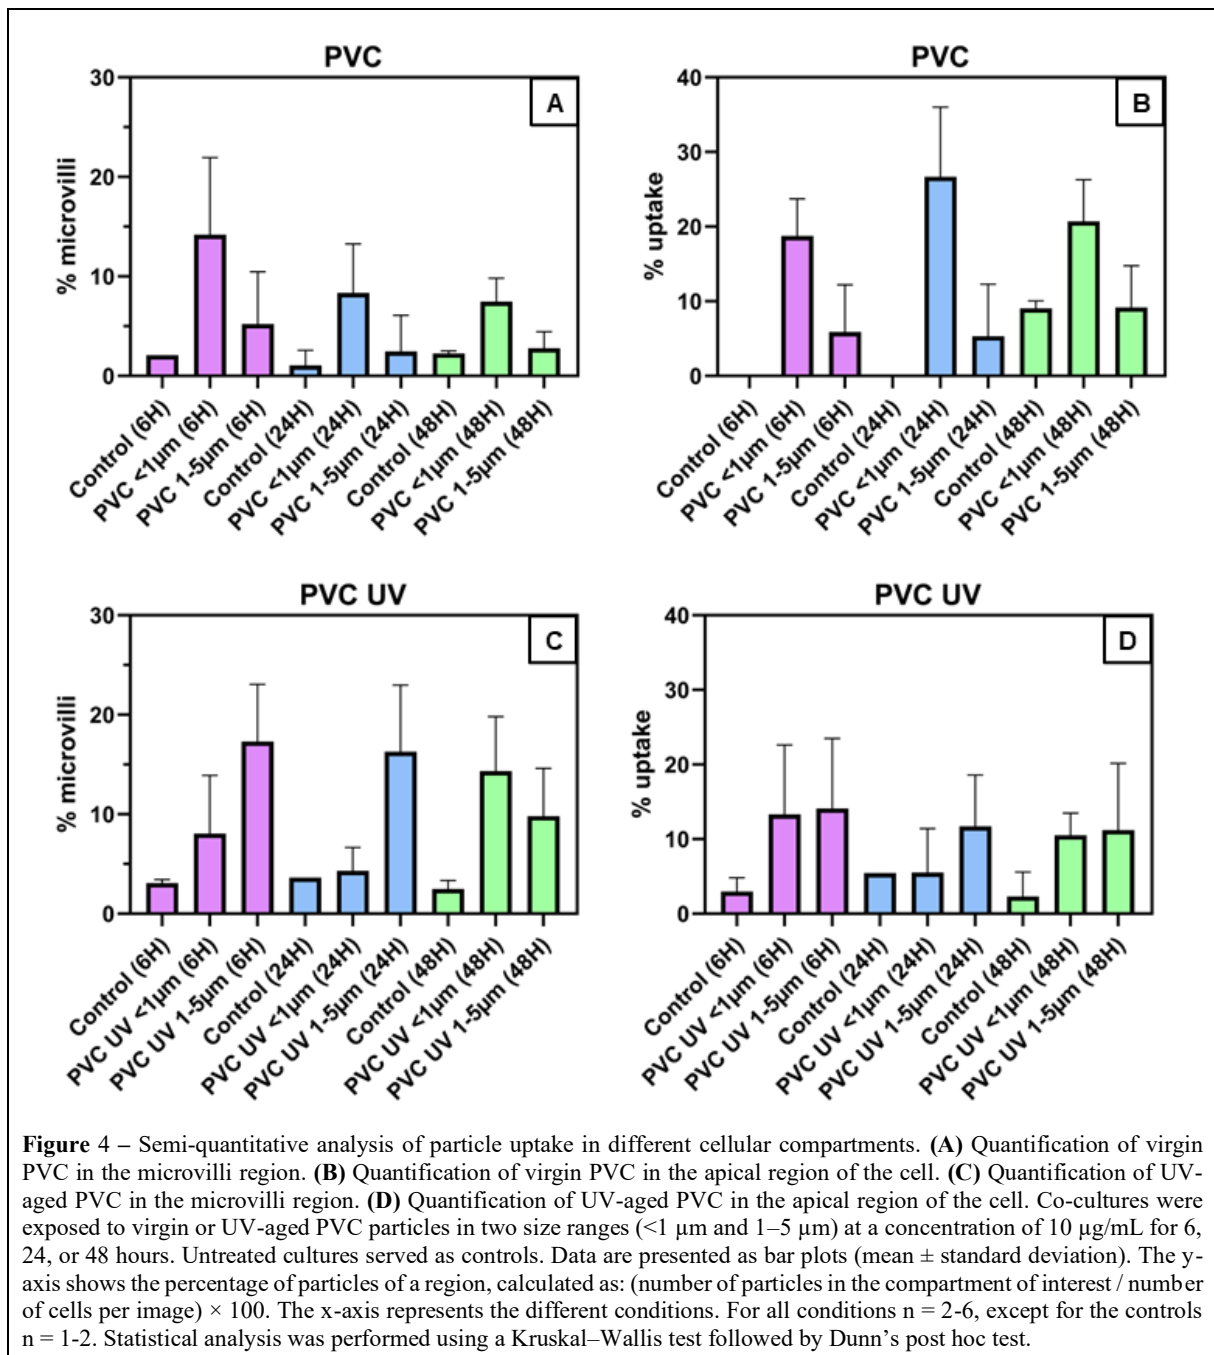 PVC
A
% microvilli
30
20
10
0
Control (6H)
PVC <1µm (6H)
PVC 1-5µm (6H)
Control (24H)
PVC <1µm (24H)
PVC 1-5µm (24H)
Control (48H)
PVC <1µm (48H)
PVC 1-5µm (48H)
PVC
B
% uptake
40
30
20
10
0
Control (6H)
PVC <1µm (6H)
PVC 1-5µm (6H)
Control (24H)
PVC <1µm (24H)
PVC 1-5µm (24H)
Control (48H)
PVC <1µm (48H)
PVC 1-5µm (48H)
PVC UV
C
% microvilli
30
20
10
0
Control (6H)
PVC UV <1µm (6H)
PVC UV 1-5µm (6H)
Control (24H)
PVC UV <1µm (24H)
PVC UV 1-5µm (24H)
Control (48H)
PVC UV <1µm (48H)
PVC UV 1-5µm (48H)
PVC UV
D
% uptake
40
30
20
10
0
Control (6H)
PVC UV <1µm (6H)
PVC UV 1-5µm (6H)
Control (24H)
PVC UV <1µm (24H)
PVC UV 1-5µm (24H)
Control (48H)
PVC UV <1µm (48H)
PVC UV 1-5µm (48H)
Figure 4 – Semi-quantitative analysis of particle uptake in different cellular compartments. (A) Quantification of virgin
PVC in the microvilli region. (B) Quantification of virgin PVC in the apical region of the cell. (C) Quantification of UV-
aged PVC in the microvilli region. (D) Quantification of UV-aged PVC in the apical region of the cell. Co-cultures were
exposed to virgin or UV-aged PVC particles in two size ranges (<1 µm and 1–5 µm) at a concentration of 10 µg/mL for 6,
24, or 48 hours. Untreated cultures served as controls. Data are presented as bar plots (mean ± standard deviation). The y-
axis shows the percentage of particles of a region, calculated as: (number of particles in the compartment of interest / number
of cells per image) × 100. The x-axis represents the different conditions. For all conditions n = 2-6, except for the controls
n = 1-2. Statistical analysis was performed using a Kruskal–Wallis test followed by Dunn’s post hoc test.